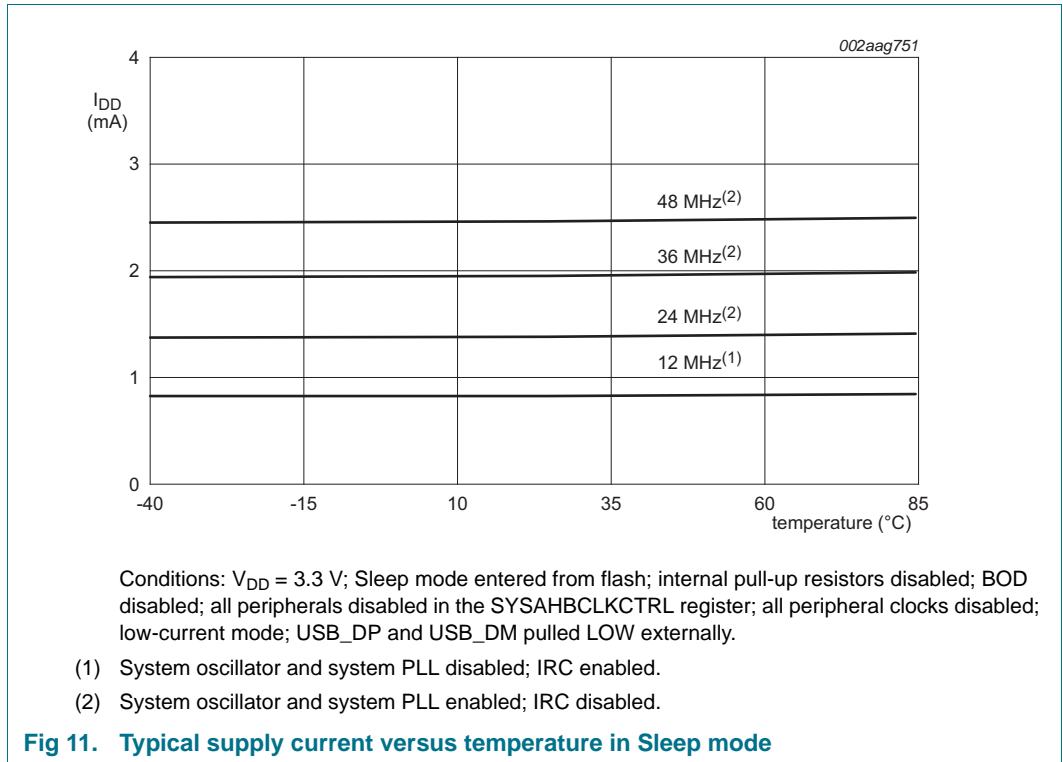 002aag751
4
I_DD
(mA)
3
48 MHz(2)
36 MHz(2)
2
24 MHz(2)
12 MHz(1)
1
0
-40 -15 10 35 60 85
temperature (°C)
Conditions: V_DD = 3.3 V; Sleep mode entered from flash; internal pull-up resistors disabled; BOD
disabled; all peripherals disabled in the SYSAHBCLKCTRL register; all peripheral clocks disabled;
low-current mode; USB_DP and USB_DM pulled LOW externally.
(1) System oscillator and system PLL disabled; IRC enabled.
(2) System oscillator and system PLL enabled; IRC disabled.
Fig 11. Typical supply current versus temperature in Sleep mode